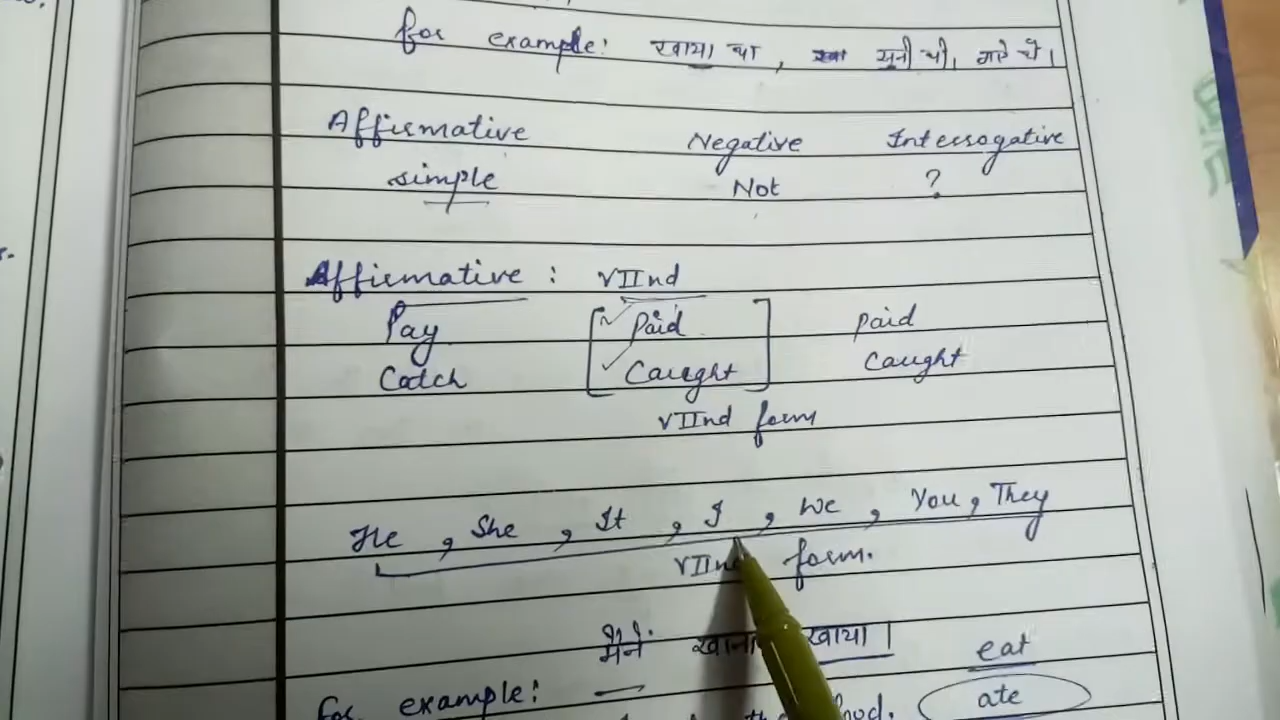 for example: खाया था, सुनी थी, गाते थे।
Affirmative Negative Interrogative
simple Not ?
Affirmative : VIInd
Pay Paid paid
Catch Caught Caught
VIInd form
He, She, It, I, We, You, They
VIInd form.
मैंने खाना खाया। eat
for example: food. ate